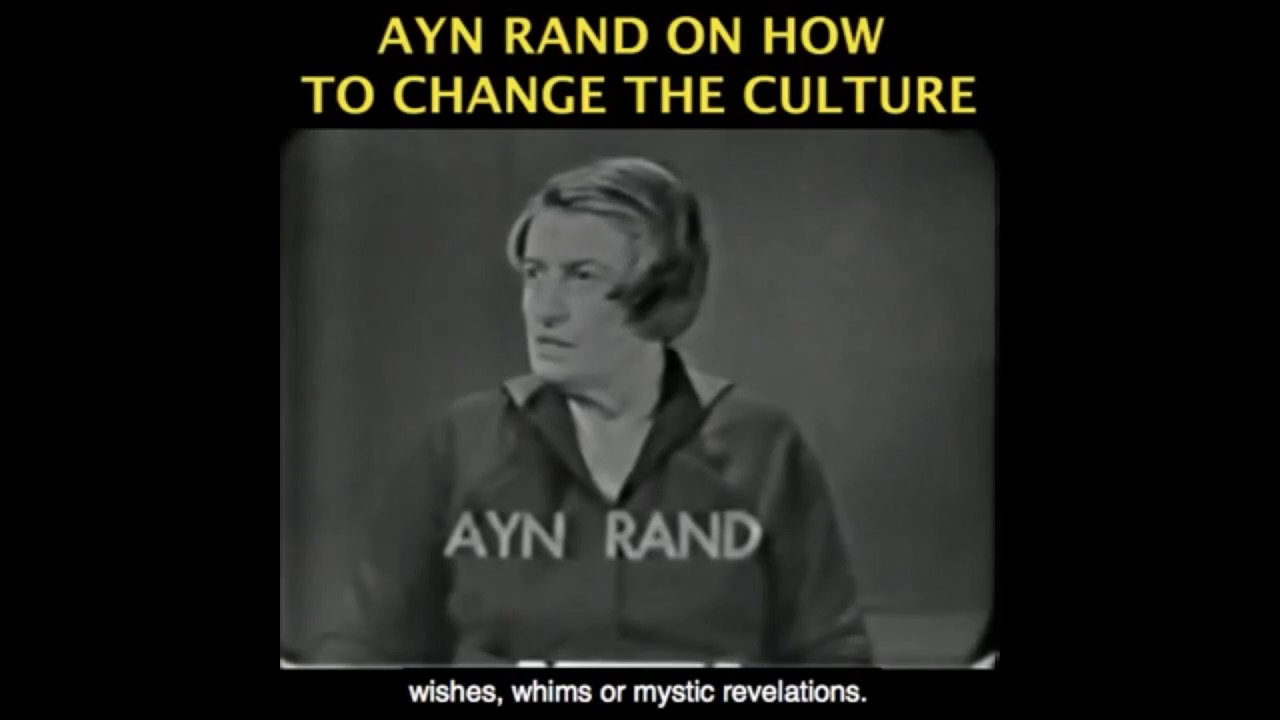 AYN RAND ON HOW
TO CHANGE THE CULTURE
AYN RAND
wishes, whims or mystic revelations.